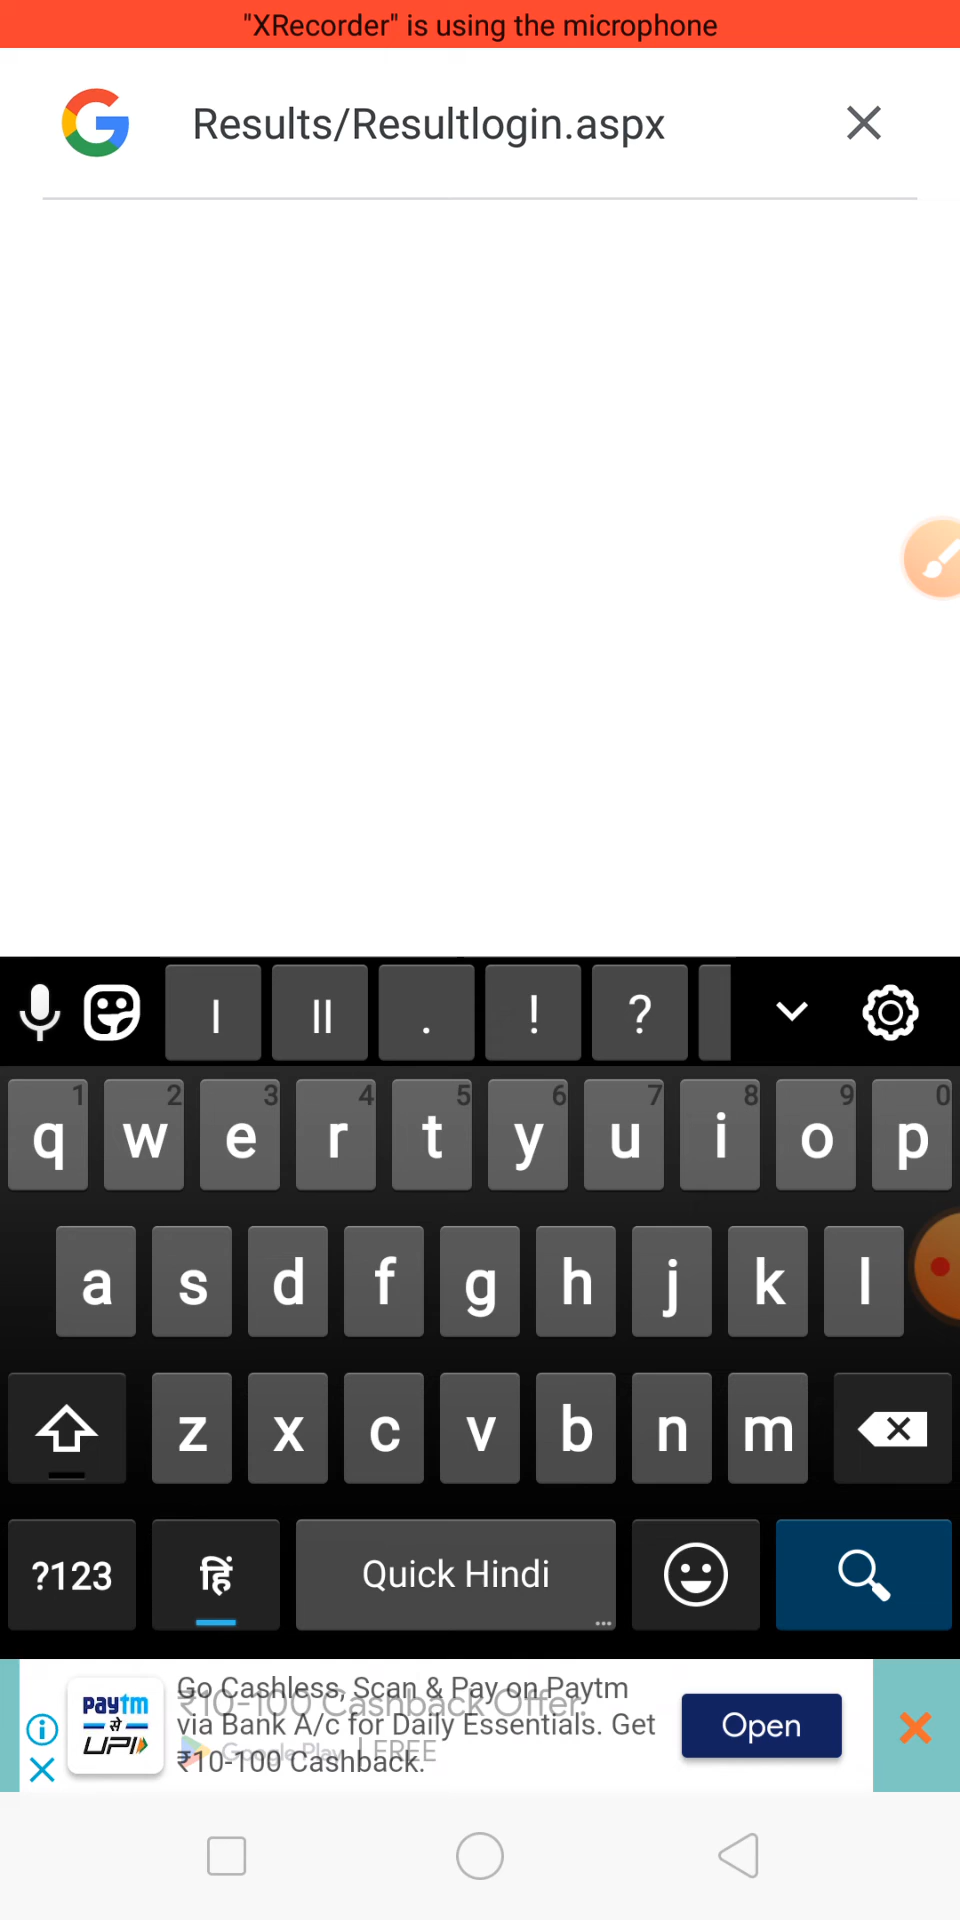 "XRecorder" is using the microphone
Results/Resultlogin.aspx
। ॥ . ! ?
1 2 3 4 5 6 7 8 9 0
q w e r t y u i o p
a s d f g h j k l
z x c v b n m
?123 हिं Quick Hindi
paytm से UPI
Go Cashless, Scan & Pay on Paytm
₹10-100 Cashback Offer.
via Bank A/c for Daily Essentials. Get
Google Play | FREE
₹10-100 Cashback.
Open